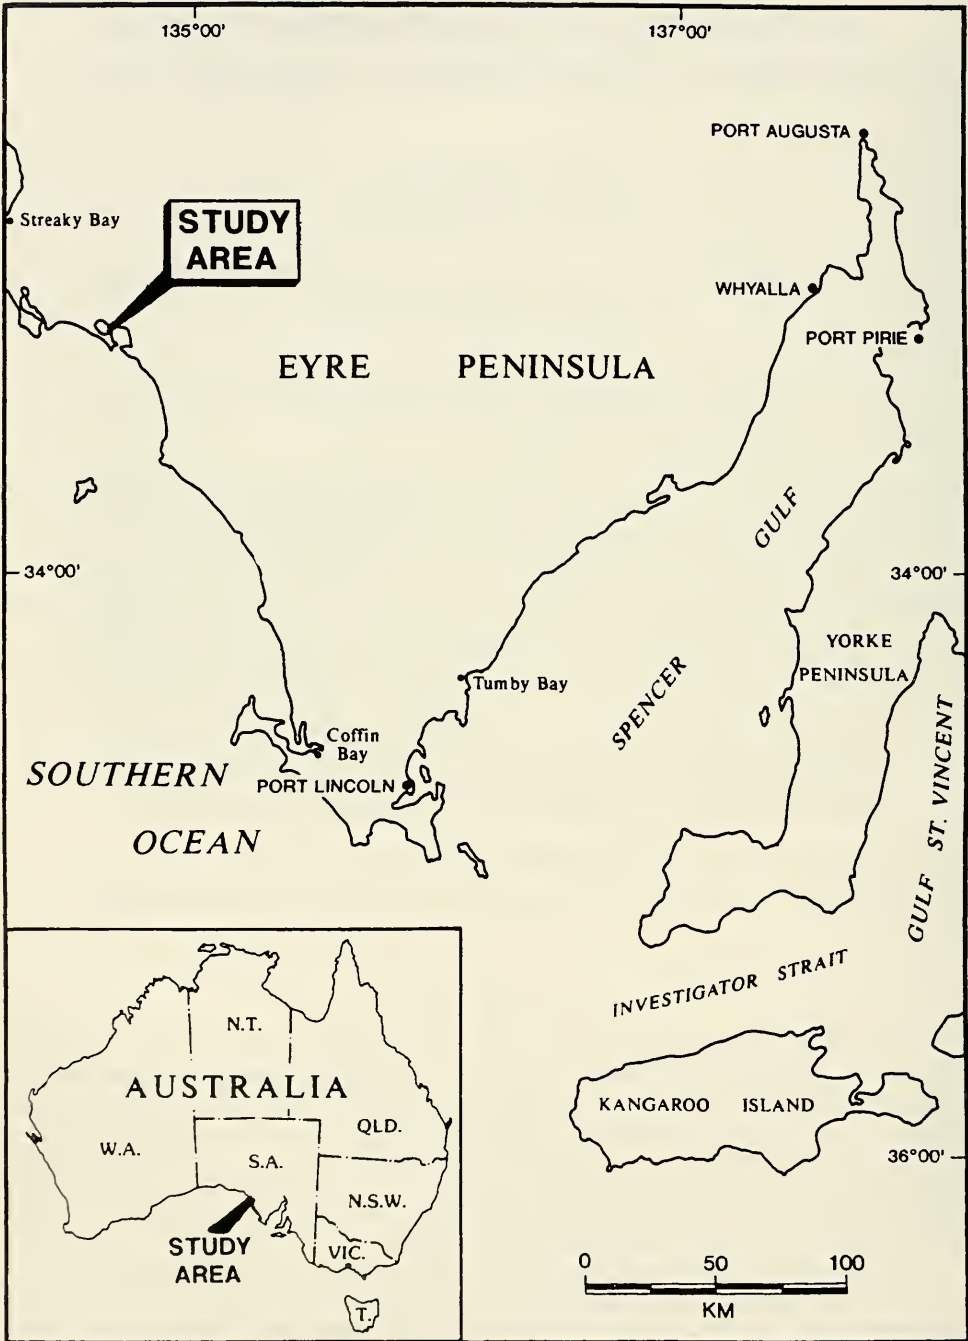 135°00'
137°00'
PORT AUGUSTA
Streaky Bay
STUDY
AREA
WHYALLA
PORT PIRIE
EYRE PENINSULA
GULF
34°00'
34°00'
YORKE
PENINSULA
Tumby Bay
SPENCER
Coffin
Bay
SOUTHERN
PORT LINCOLN
OCEAN
GULF ST. VINCENT
INVESTIGATOR STRAIT
N.T.
AUSTRALIA
KANGAROO ISLAND
QLD.
W.A.
S.A.
36°00'
N.S.W.
STUDY
AREA
VIC.
0 50 100
KM
T.